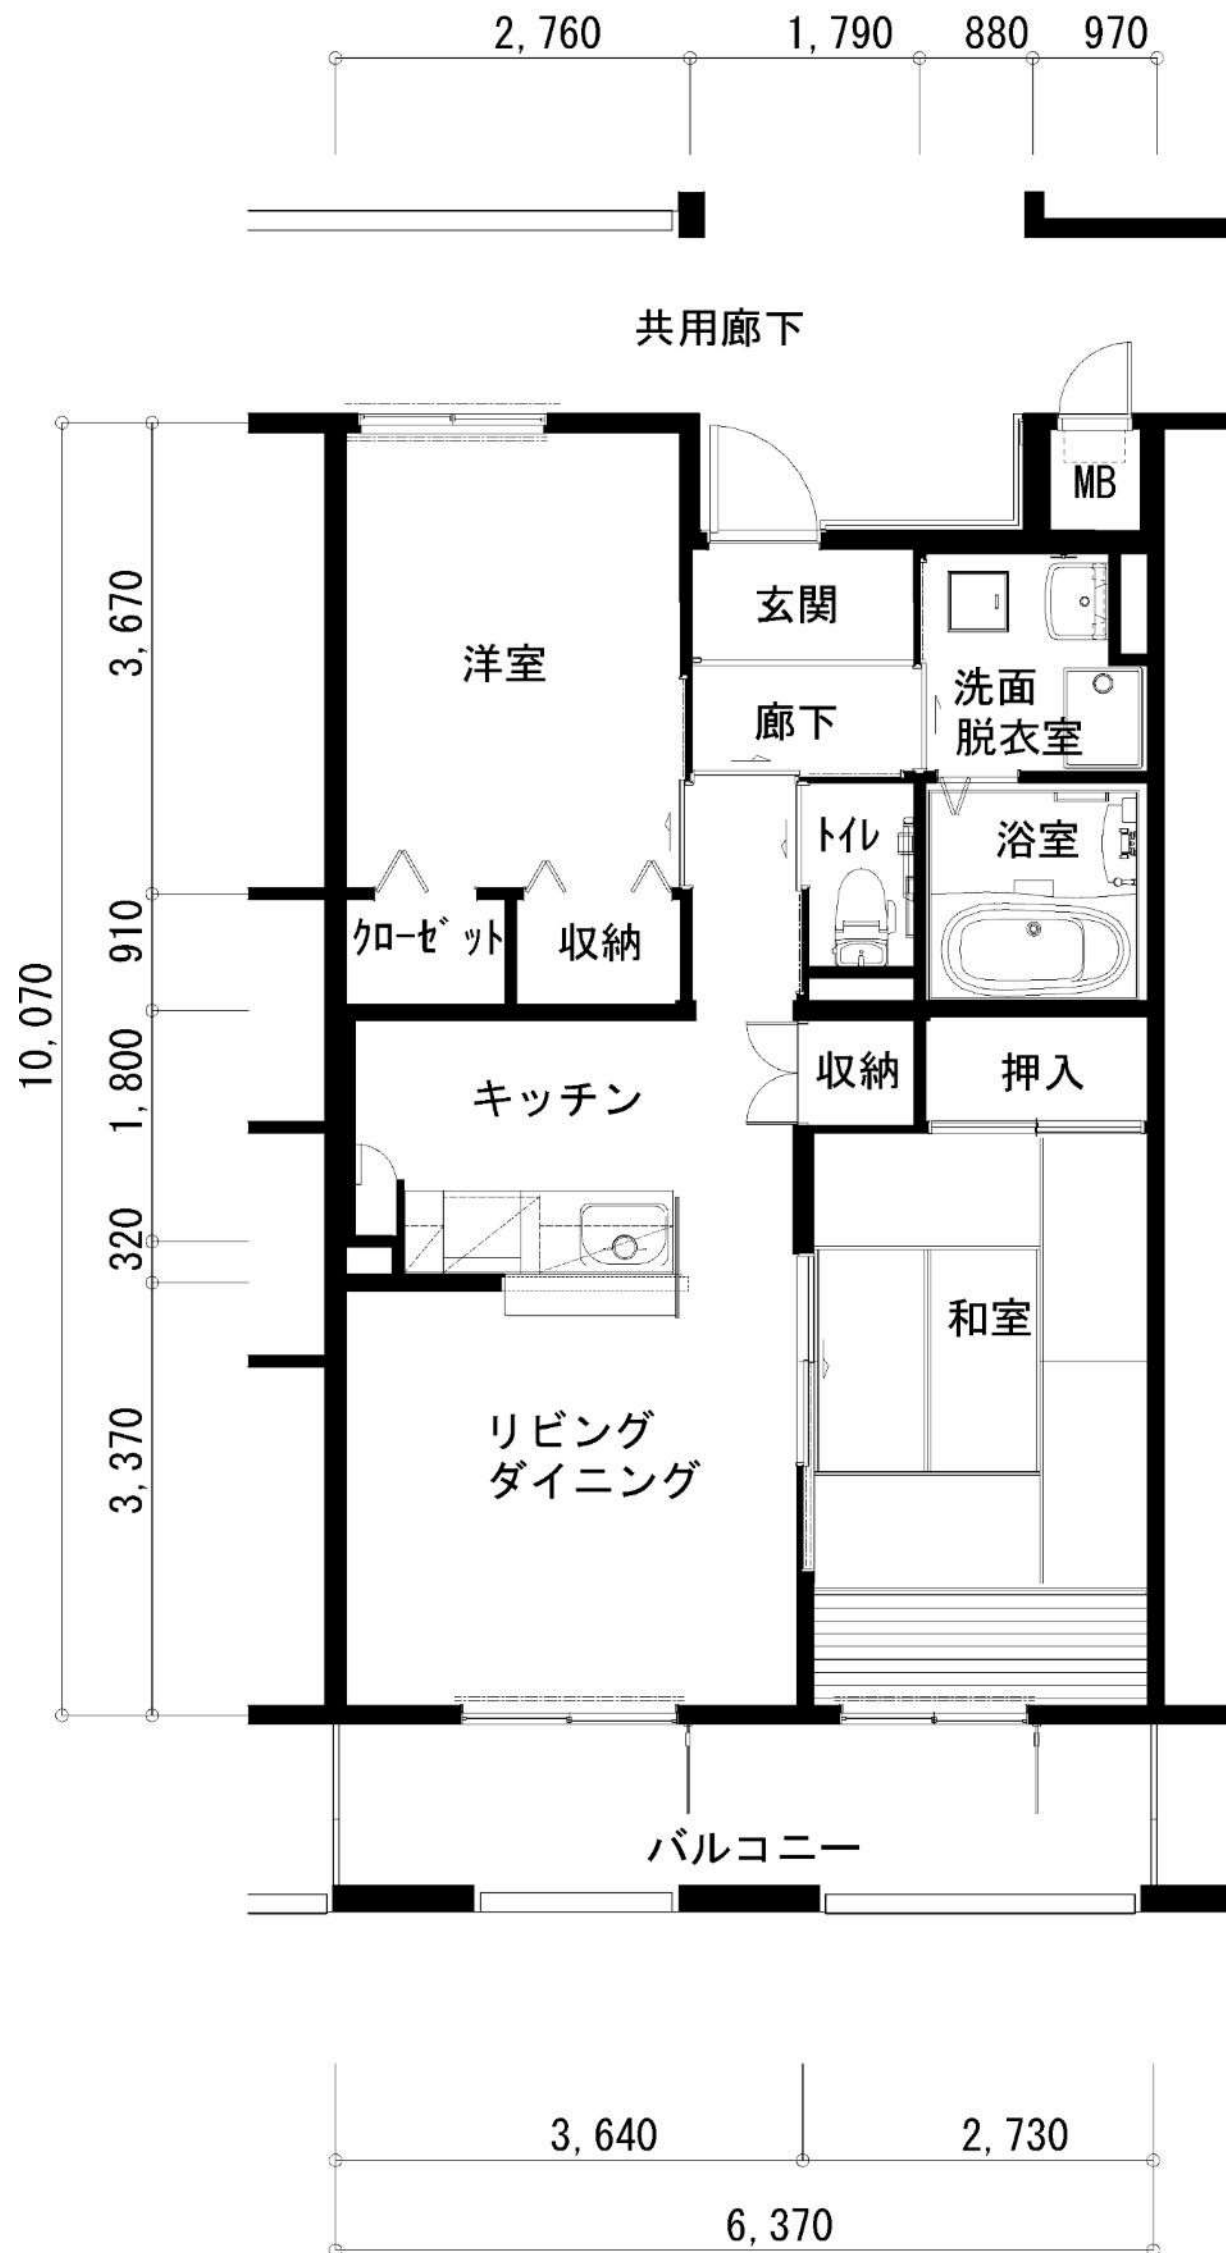 2,760
1,790
880
970
共用廊下
MB
玄関
洋室
洗面
脱衣室
廊下
トイレ
浴室
クローゼット
収納
キッチン
収納
押入
和室
リビング
ダイニング
バルコニー
3,670
910
1,800
320
3,370
10,070
3,640
2,730
6,370